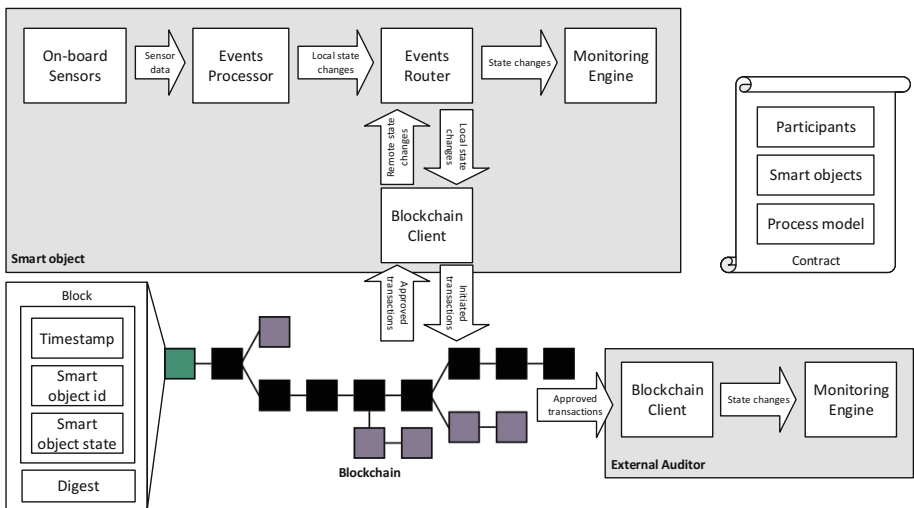 On-board
Sensors
Sensor
data
Events
Processor
Local state
changes
Events
Router
State changes
Monitoring
Engine
Remote state
changes
Local state
changes
Blockchain
Client
Smart object
Participants
Smart objects
Process model
Contract
Approved
transactions
Initiated
transactions
Block
Timestamp
Smart
object id
Smart
object state
Digest
Blockchain
Approved
transactions
Blockchain
Client
State changes
Monitoring
Engine
External Auditor